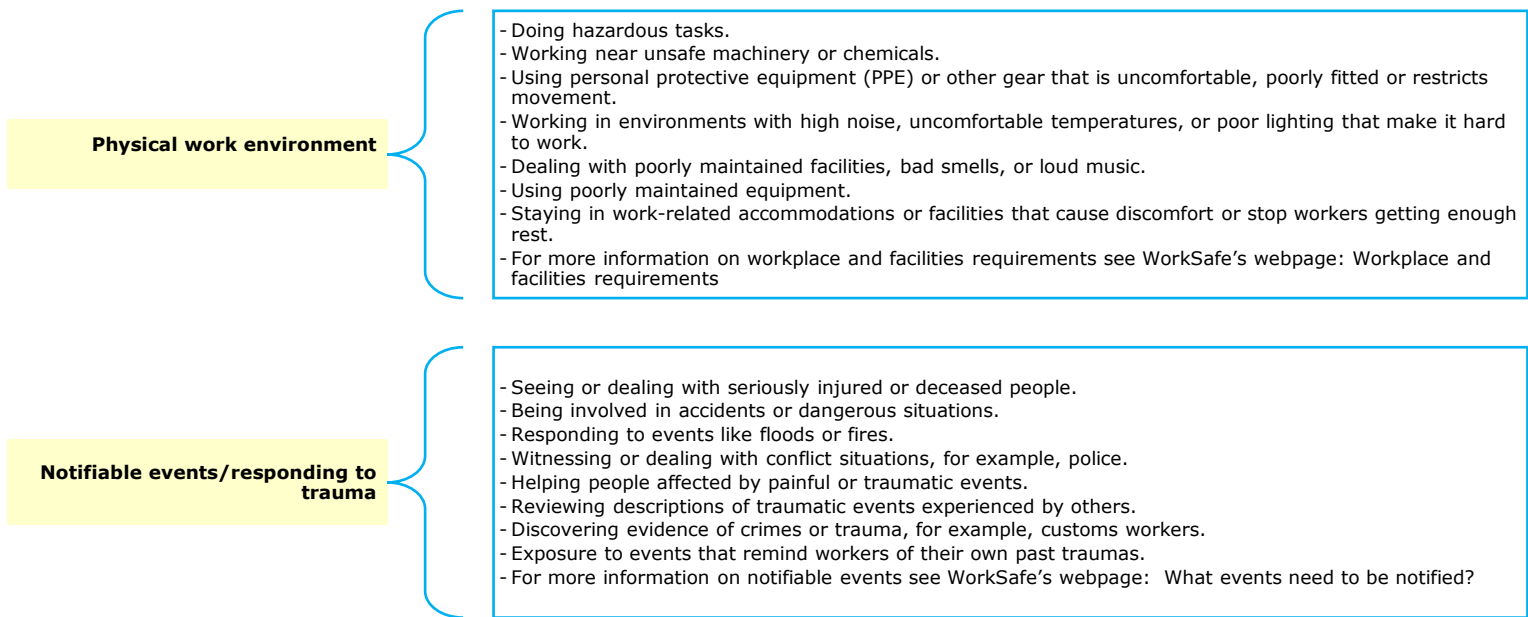 Physical work environment
- Doing hazardous tasks.
- Working near unsafe machinery or chemicals.
- Using personal protective equipment (PPE) or other gear that is uncomfortable, poorly fitted or restricts
movement.
- Working in environments with high noise, uncomfortable temperatures, or poor lighting that make it hard
to work.
- Dealing with poorly maintained facilities, bad smells, or loud music.
- Using poorly maintained equipment.
- Staying in work-related accommodations or facilities that cause discomfort or stop workers getting enough
rest.
- For more information on workplace and facilities requirements see WorkSafe’s webpage: Workplace and
facilities requirements
Notifiable events/responding to
trauma
- Seeing or dealing with seriously injured or deceased people.
- Being involved in accidents or dangerous situations.
- Responding to events like floods or fires.
- Witnessing or dealing with conflict situations, for example, police.
- Helping people affected by painful or traumatic events.
- Reviewing descriptions of traumatic events experienced by others.
- Discovering evidence of crimes or trauma, for example, customs workers.
- Exposure to events that remind workers of their own past traumas.
- For more information on notifiable events see WorkSafe’s webpage:  What events need to be notified?